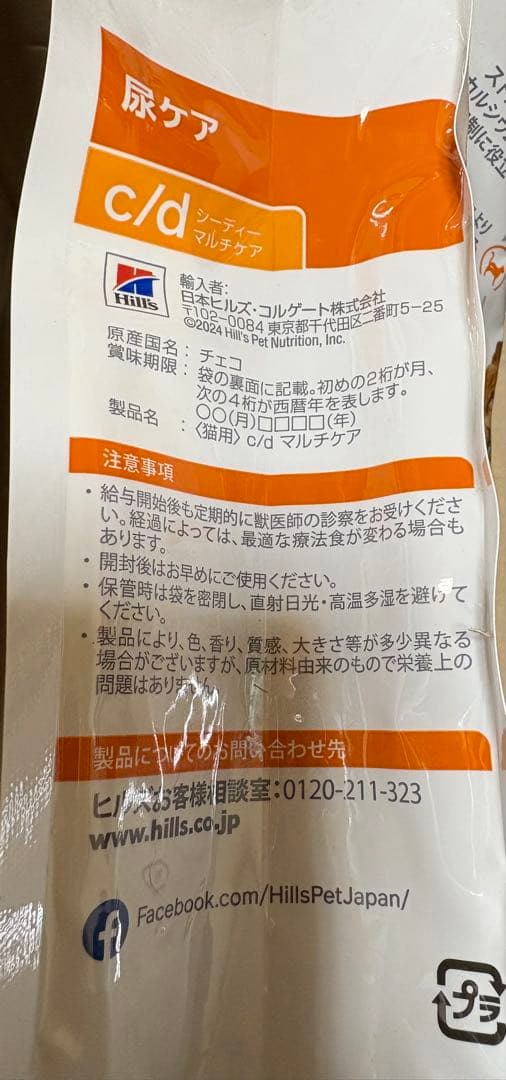 尿ケア
c/d シーディー
マルチケア
Hill's
輸入者:
日本ヒルズ・コルゲート株式会社
〒102-0084 東京都千代田区二番町5-25
©2024 Hill's Pet Nutrition, Inc.
原産国名：チェコ
賞味期限：袋の裏面に記載。初めの2桁が月、
次の4桁が西暦年を表します。
〇〇(月)□□□□(年)
製品名：〈猫用〉c/d マルチケア
注意事項
・給与開始後も定期的に獣医師の診察をお受けくださ
い。経過によっては、最適な療法食が変わる場合も
あります。
・開封後はお早めにご使用ください。
・保管時は袋を密閉し、直射日光・高温多湿を避けて
ください。
・製品により、色、香り、質感、大きさ等が多少異なる
場合がございますが、原材料由来のもので栄養上の
問題はありません
製品についてのお問い合わせ先
ヒルズお客様相談室：0120-211-323
www.hills.co.jp
Facebook.com/HillsPetJapan/
プラ